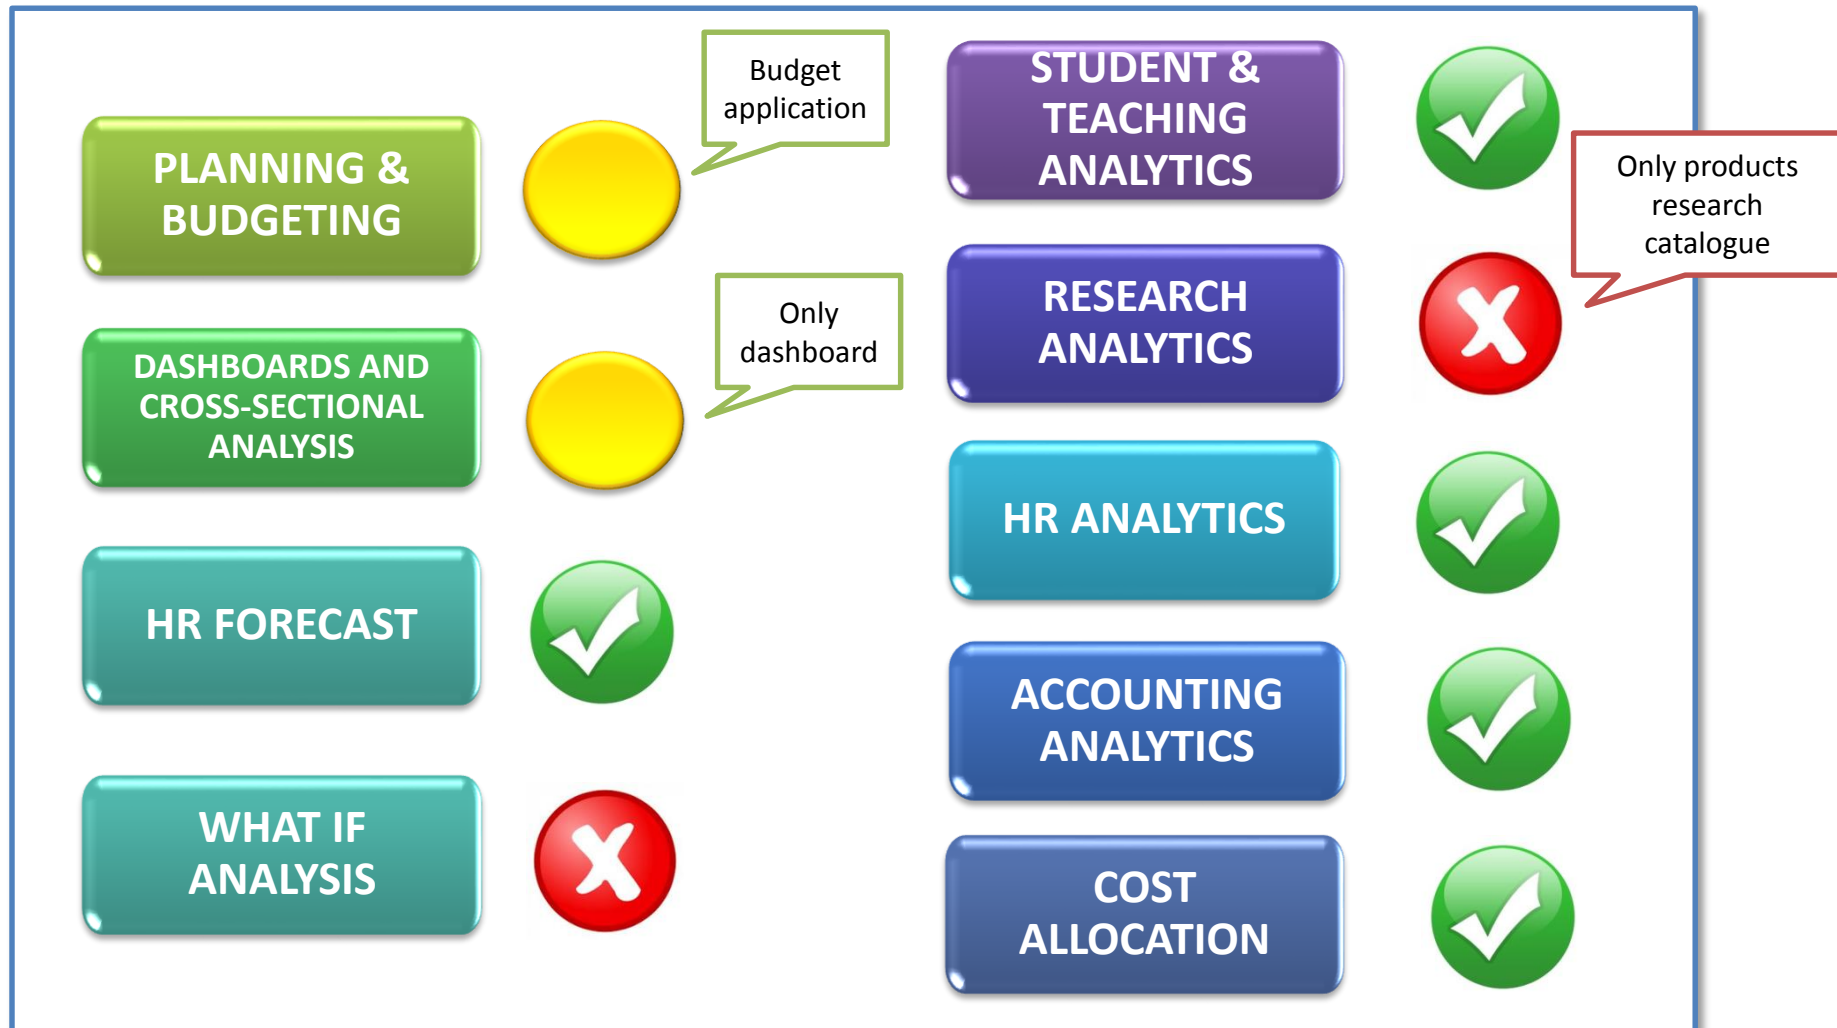 PLANNING &
BUDGETING
Budget
application
DASHBOARDS AND
CROSS-SECTIONAL
ANALYSIS
Only
dashboard
HR FORECAST
WHAT IF
ANALYSIS
STUDENT &
TEACHING
ANALYTICS
RESEARCH
ANALYTICS
Only products
research
catalogue
HR ANALYTICS
ACCOUNTING
ANALYTICS
COST
ALLOCATION